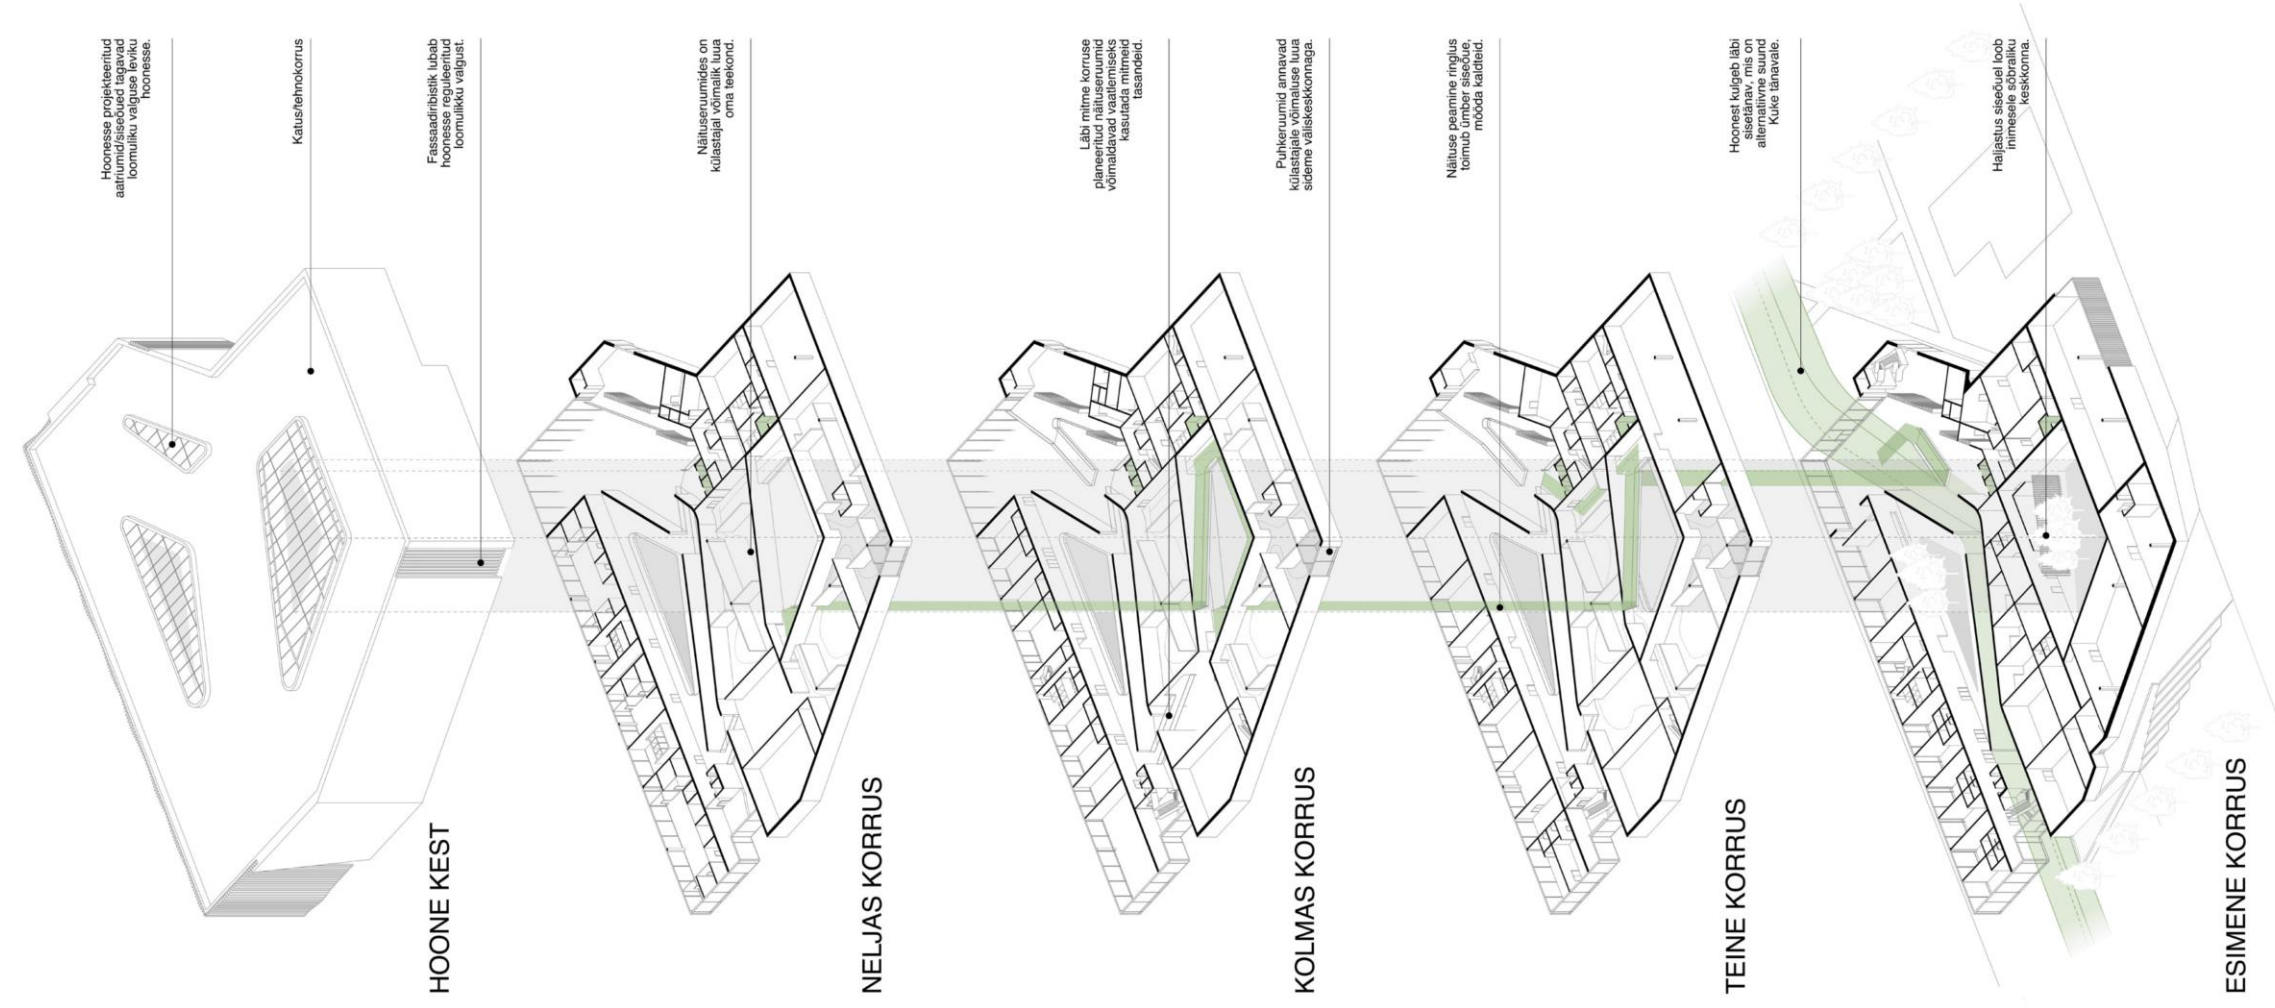 Hoonesse projekteeritud
aatriumid/siseõued tagavad
loomuliku valguse leviku
hoonesse.
Katus/tehnokorrus
Fassaadiribistik lubab
hoonesse reguleeritud
loomulikku valgust.
HOONE KEST
Näituseruumides on
külastajal võimalik luua
oma teekond.
NELJAS KORRUS
Läbi mitme korruse
planeeritud näituseruumid
võimaldavad vaatlemiseks
kasutada mitmeid
tasandeid.
Puhkeruumid annavad
külastajale võimaluse luua
sideme väliskeskkonnaga.
KOLMAS KORRUS
Näituse peamine ringlus
toimub ümber siseõue,
mööda kaldteid.
TEINE KORRUS
Hoonest kulgeb läbi
sisetänav, mis on
alternatiivne suund
Kuke tänavale.
Haljastus siseõuel loob
inimesele sõbraliku
keskkonna.
ESIMENE KORRUS